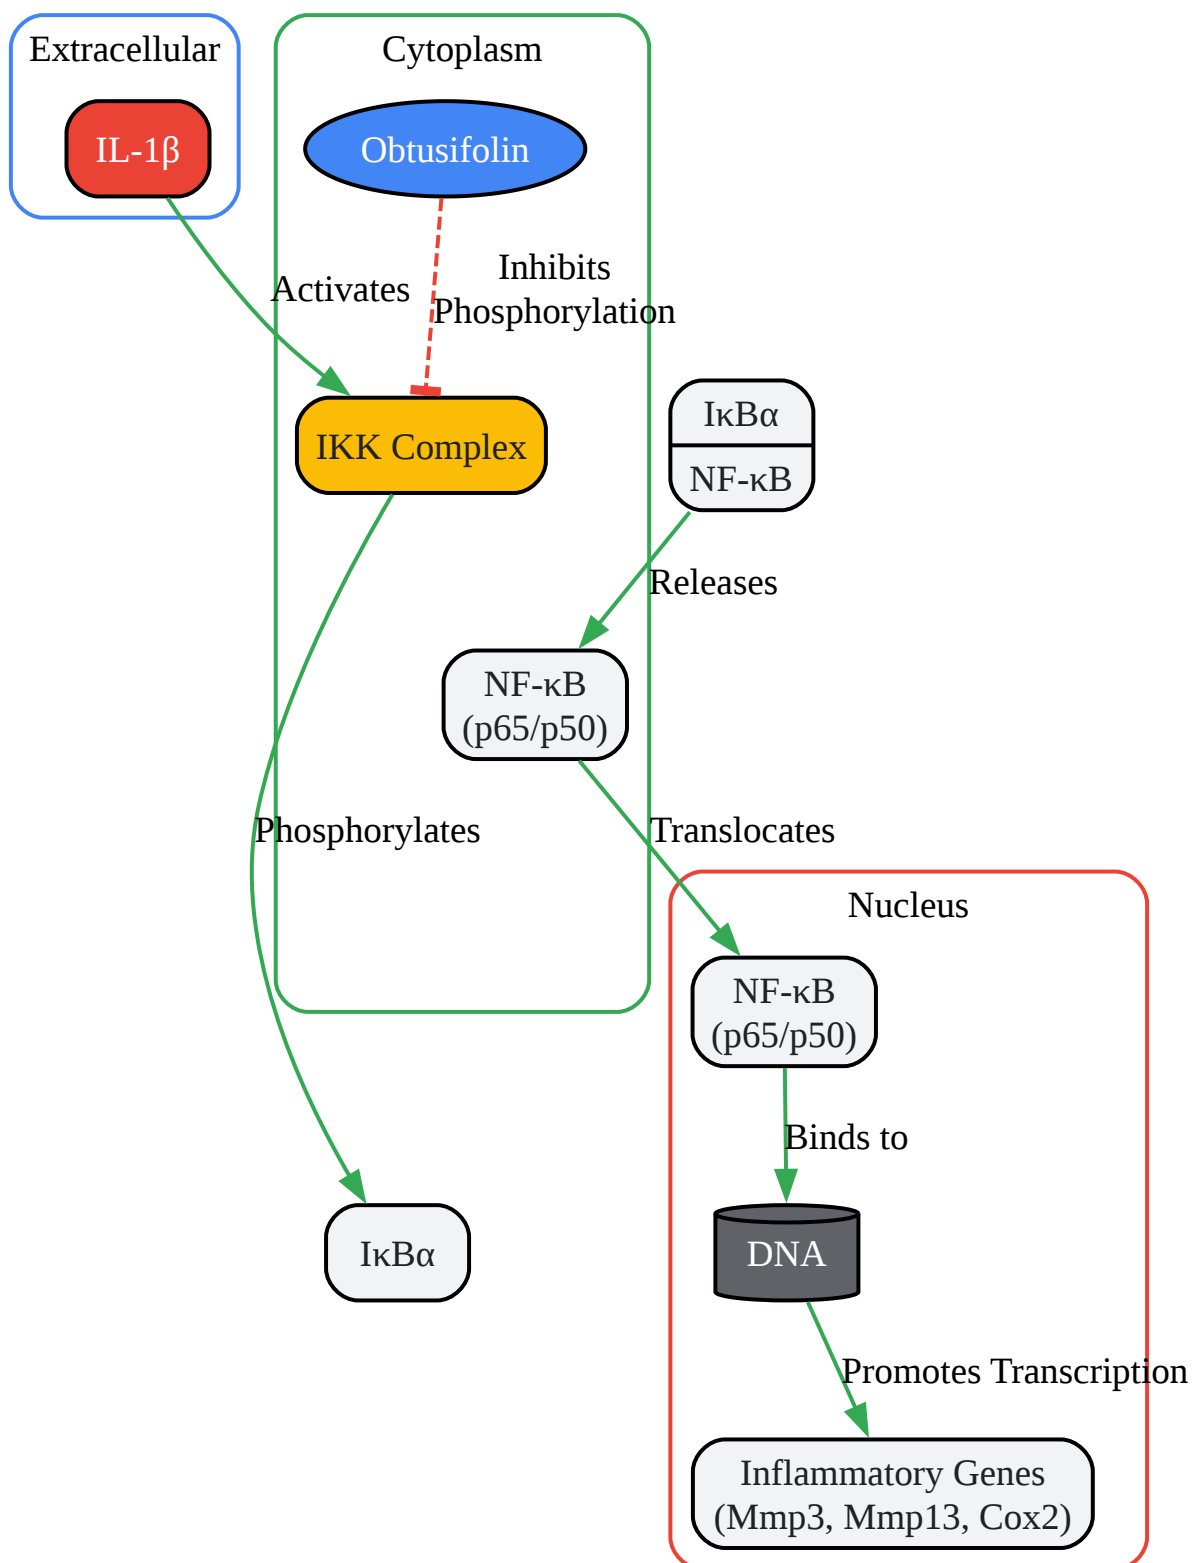 Extracellular
Cytoplasm
IL-1β
Obtusifolin
Activates
Inhibits
Phosphorylation
IKK Complex
IκBα
NF-κB
Releases
NF-κB
(p65/p50)
Phosphorylates
Translocates
Nucleus
NF-κB
(p65/p50)
Binds to
IκBα
DNA
Promotes Transcription
Inflammatory Genes
(Mmp3, Mmp13, Cox2)